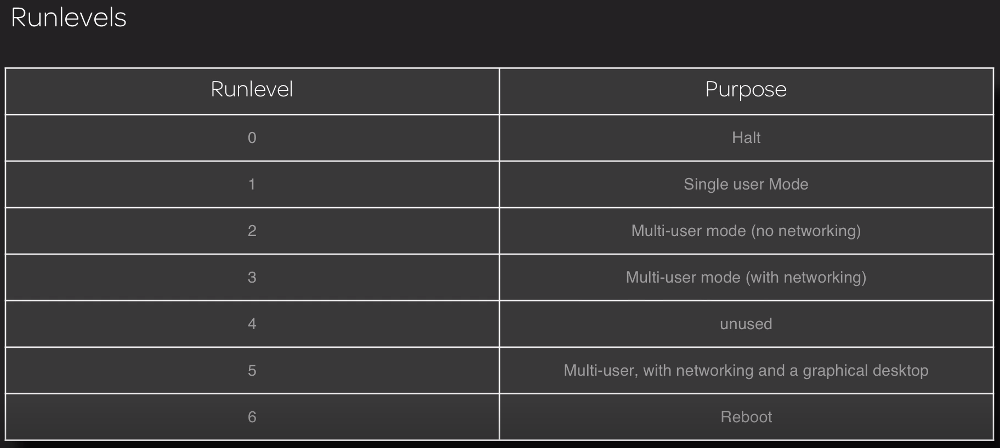 Runlevels
Runlevel Purpose
0 Halt
1 Single user Mode
2 Multi-user mode (no networking)
3 Multi-user mode (with networking)
4 unused
5 Multi-user, with networking and a graphical desktop
6 Reboot